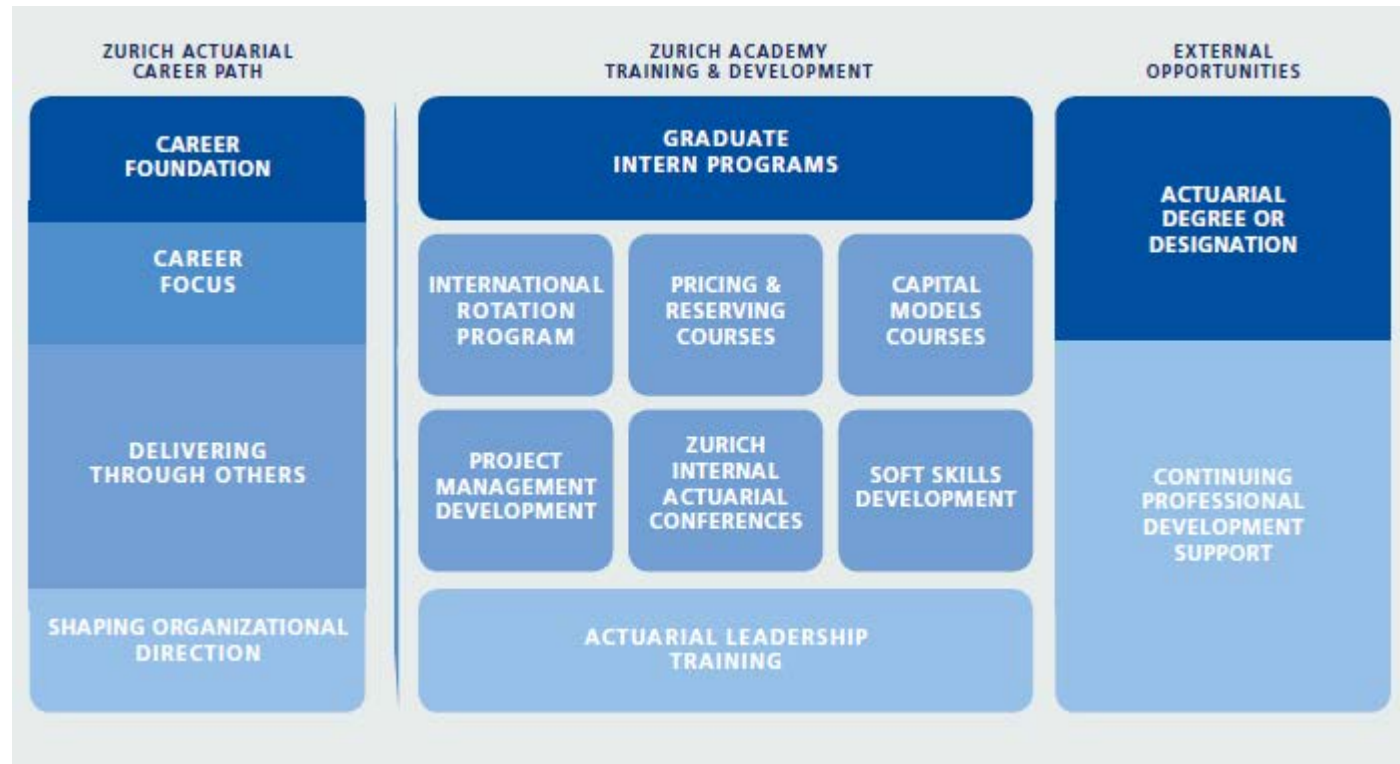 ZURICH ACTUARIAL
CAREER PATH
ZURICH ACADEMY
TRAINING & DEVELOPMENT
EXTERNAL
OPPORTUNITIES
CAREER
FOUNDATION
CAREER
FOCUS
DELIVERING
THROUGH OTHERS
SHAPING ORGANIZATIONAL
DIRECTION
GRADUATE
INTERN PROGRAMS
INTERNATIONAL
ROTATION
PROGRAM
PRICING &
RESERVING
COURSES
CAPITAL
MODELS
COURSES
PROJECT
MANAGEMENT
DEVELOPMENT
ZURICH
INTERNAL
ACTUARIAL
CONFERENCES
SOFT SKILLS
DEVELOPMENT
ACTUARIAL LEADERSHIP
TRAINING
ACTUARIAL
DEGREE OR
DESIGNATION
CONTINUING
PROFESSIONAL
DEVELOPMENT
SUPPORT